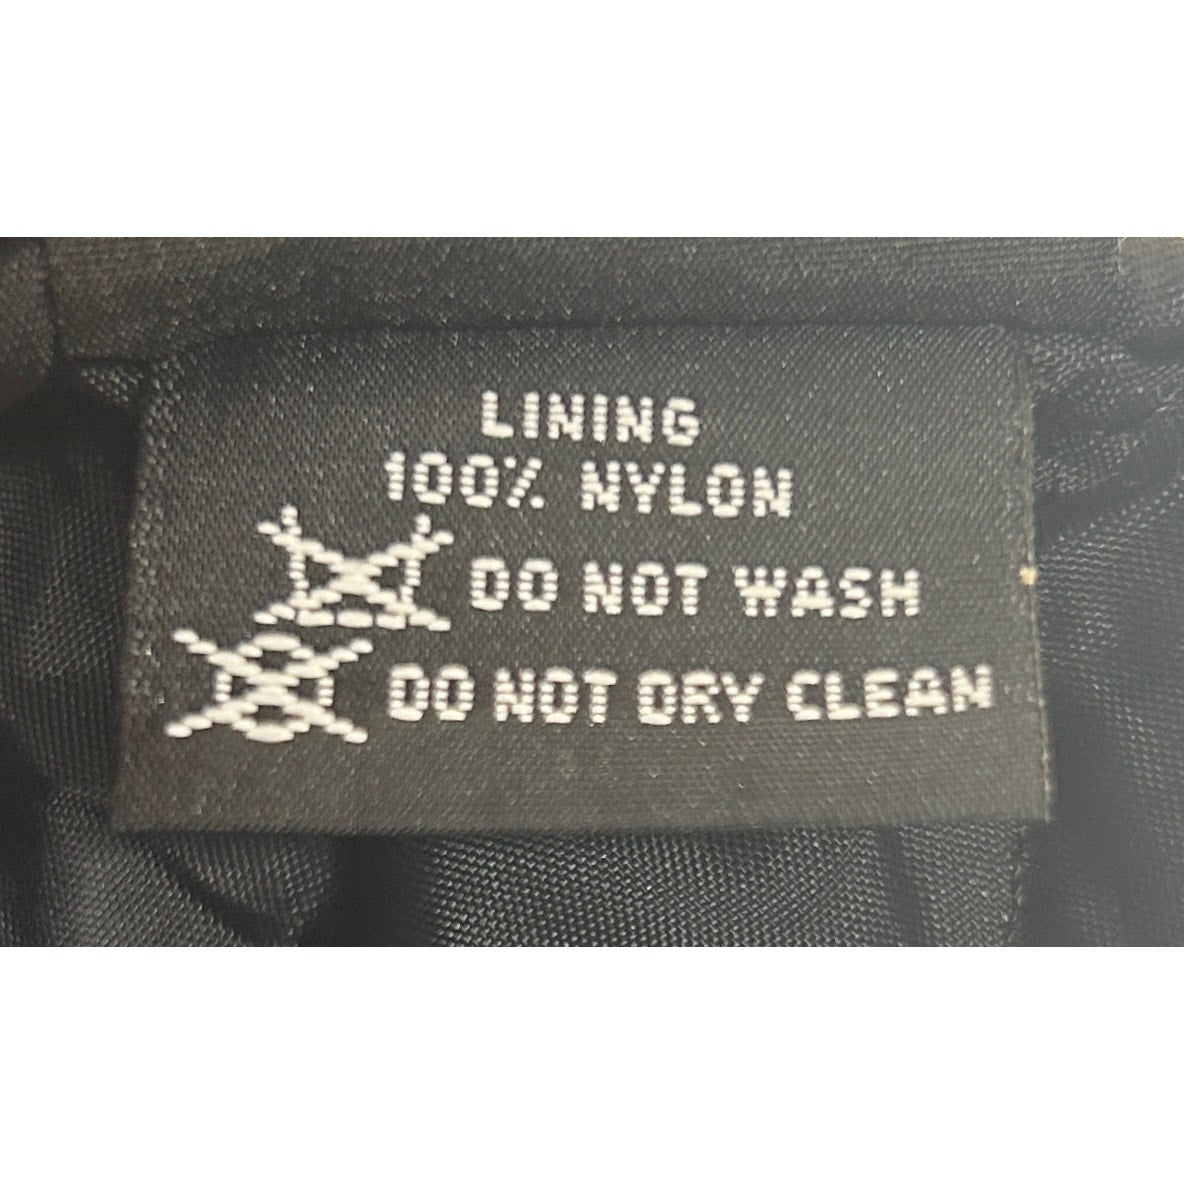 LINING
100% NYLON
DO NOT WASH
DO NOT DRY CLEAN